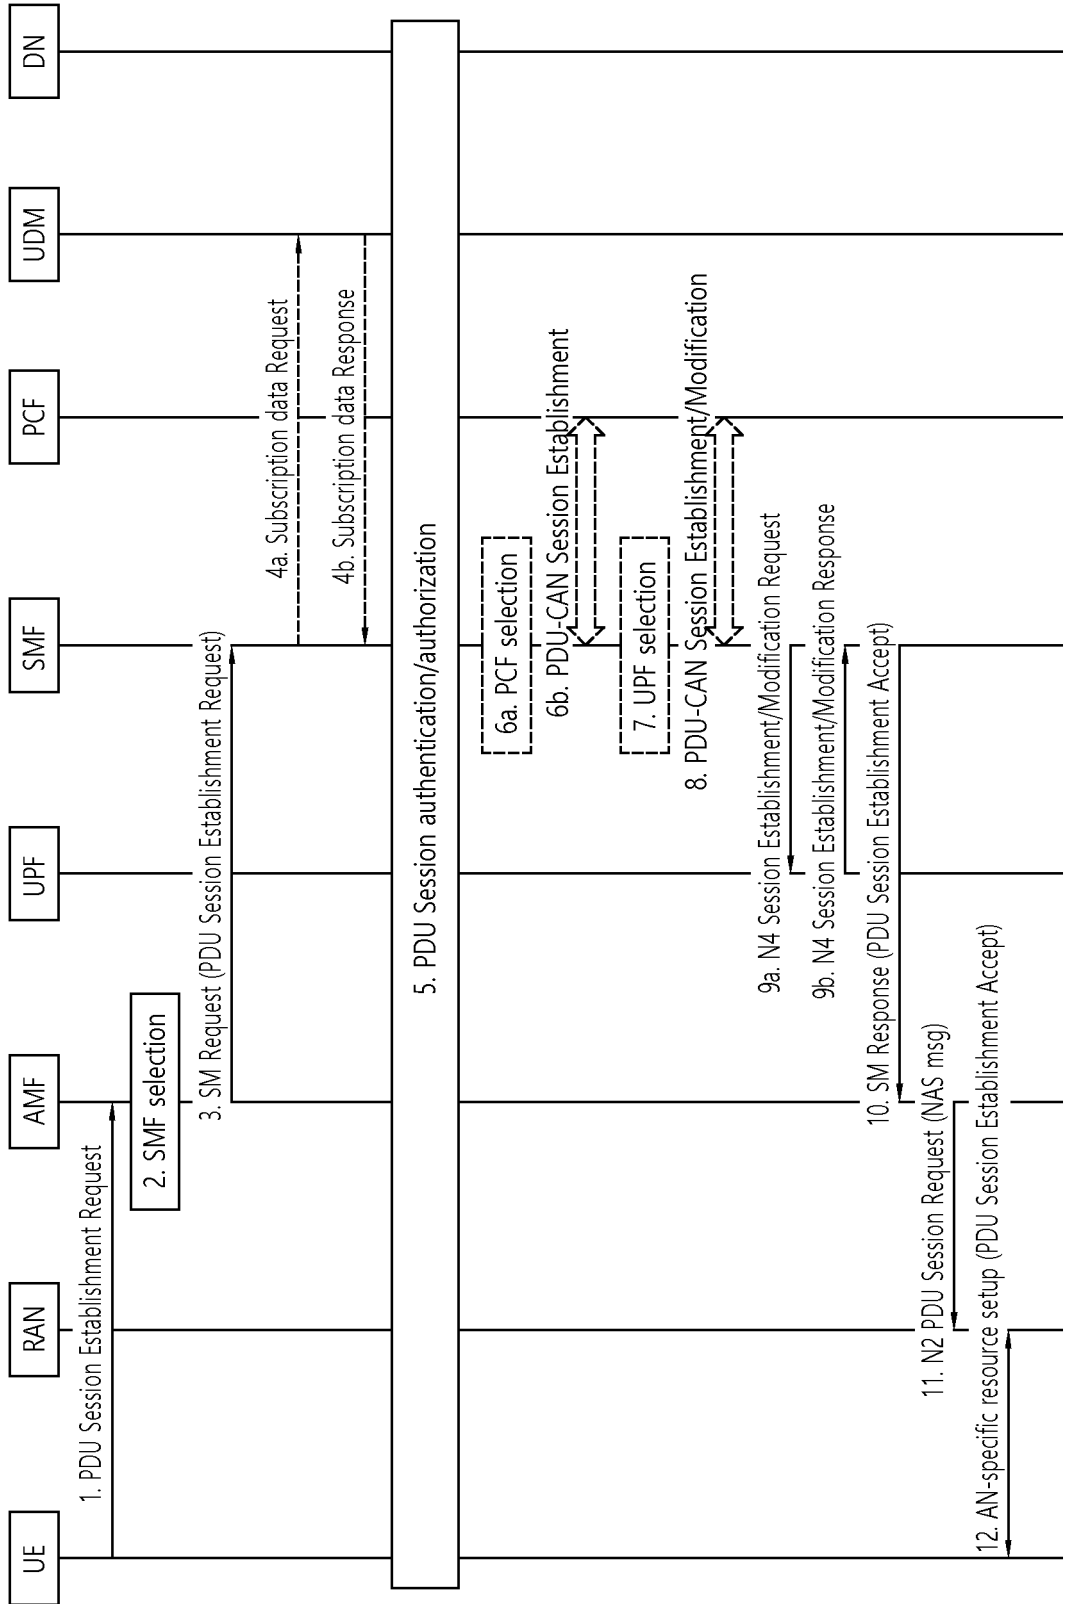 UE
RAN
AMF
UPF
SMF
PCF
UDM
DN
1. PDU Session Establishment Request
2. SMF selection
3. SM Request (PDU Session Establishment Request)
4a. Subscription data Request
4b. Subscription data Response
5. PDU Session authentication/authorization
6a. PCF selection
6b. PDU-CAN Session Establishment
7. UPF selection
8. PDU-CAN Session Establishment/Modification
9a. N4 Session Establishment/Modification Request
9b. N4 Session Establishment/Modification Response
10. SM Response (PDU Session Establishment Accept)
11. N2 PDU Session Request (NAS msg)
12. AN-specific resource setup (PDU Session Establishment Accept)